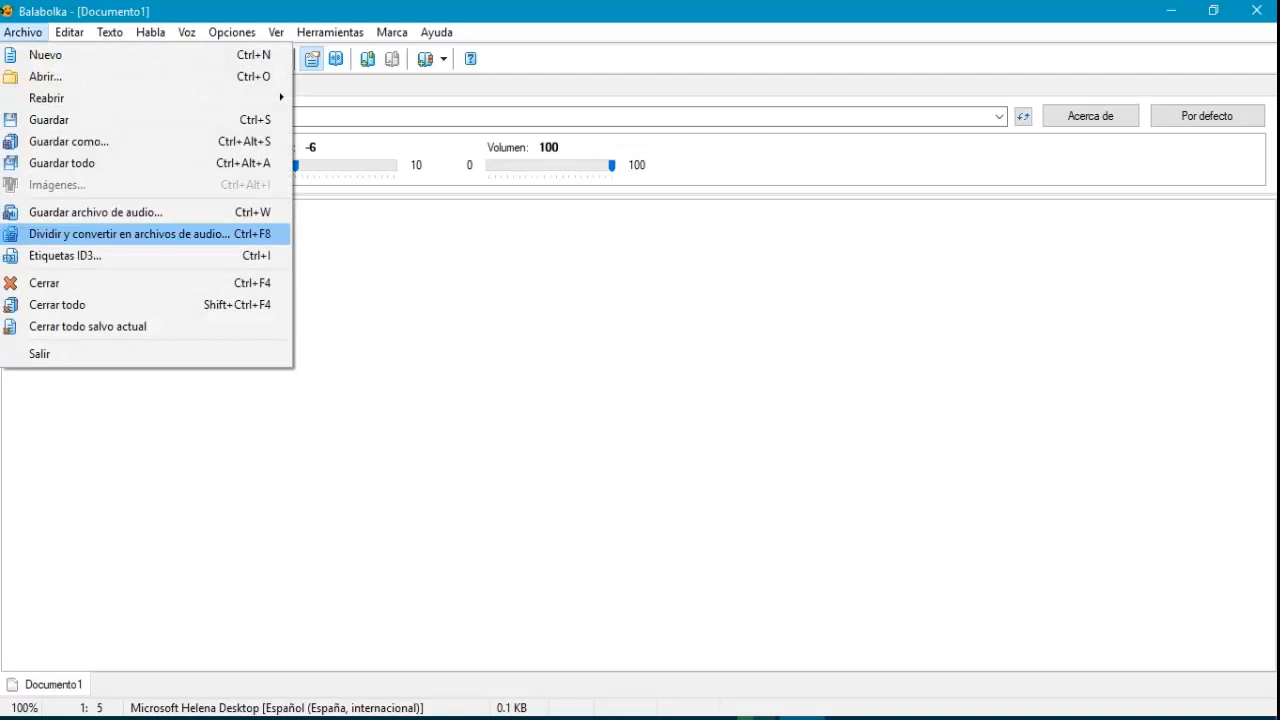 Balabolka - [Documento1]
Archivo Editar Texto Habla Voz Opciones Ver Herramientas Marca Ayuda
Nuevo Ctrl+N
Abrir... Ctrl+O
Reabrir
Guardar Ctrl+S
Guardar como... Ctrl+Alt+S
Guardar todo Ctrl+Alt+A
Imágenes... Ctrl+Alt+I
Guardar archivo de audio... Ctrl+W
Dividir y convertir en archivos de audio... Ctrl+F8
Etiquetas ID3... Ctrl+I
Cerrar Ctrl+F4
Cerrar todo Shift+Ctrl+F4
Cerrar todo salvo actual
Salir
Acerca de Por defecto
: -6 Volumen: 100
10 0 100
Documento1
100% 1: 5 Microsoft Helena Desktop [Español (España, internacional)] 0.1 KB